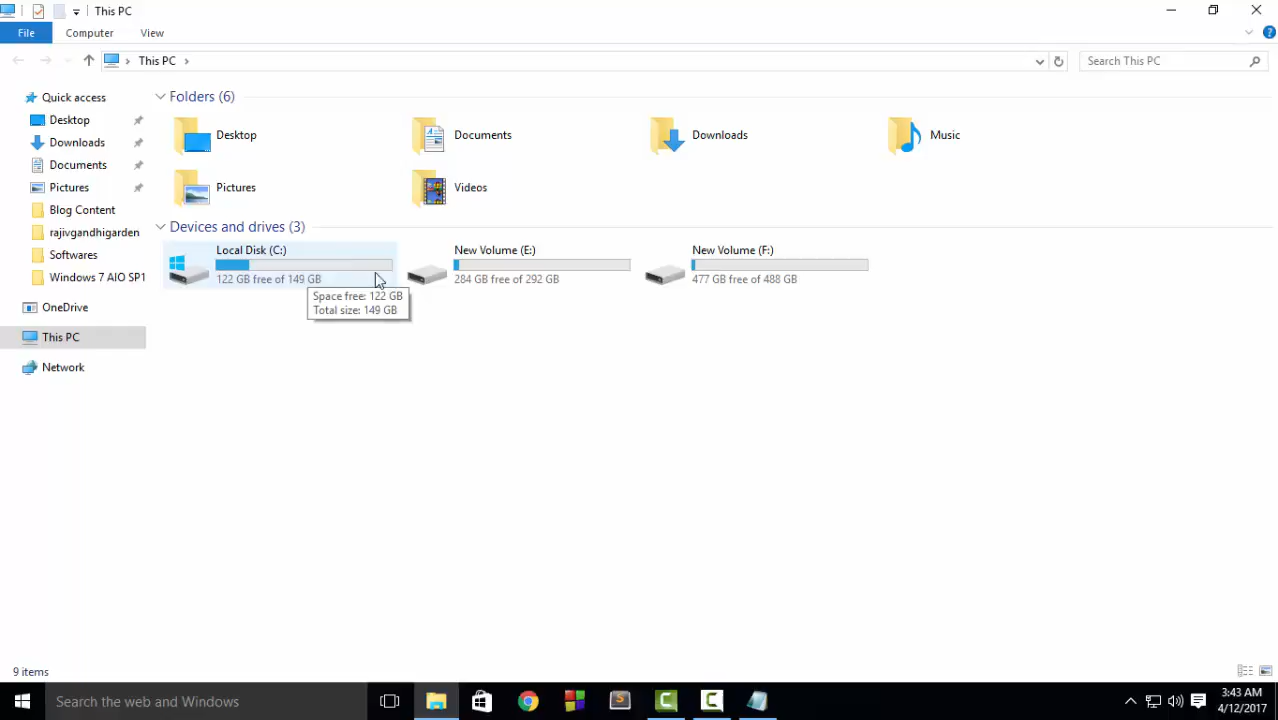 This PC
File Computer View
This PC
Search This PC
Quick access
Desktop
Downloads
Documents
Pictures
Blog Content
rajivgandhigarden
Softwares
Windows 7 AIO SP1
OneDrive
This PC
Network
Folders (6)
Desktop Documents Downloads Music
Pictures Videos
Devices and drives (3)
Local Disk (C:)
122 GB free of 149 GB
New Volume (E:)
284 GB free of 292 GB
New Volume (F:)
477 GB free of 488 GB
Space free: 122 GB
Total size: 149 GB
9 items
Search the web and Windows
3:43 AM
4/12/2017